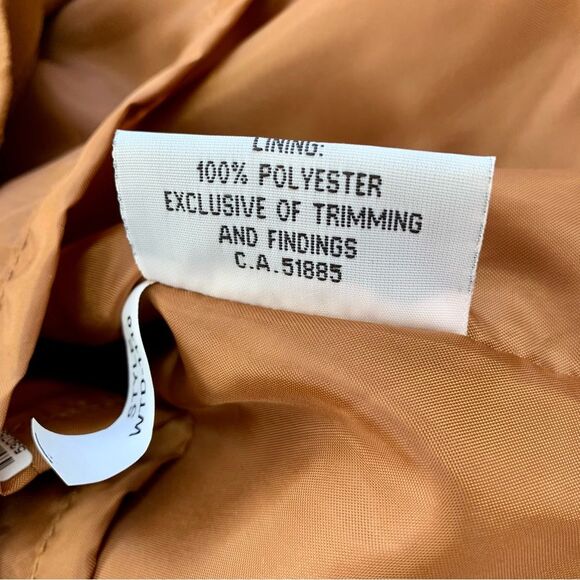 LINING:
100% POLYESTER
EXCLUSIVE OF TRIMMING
AND FINDINGS
C.A.51885